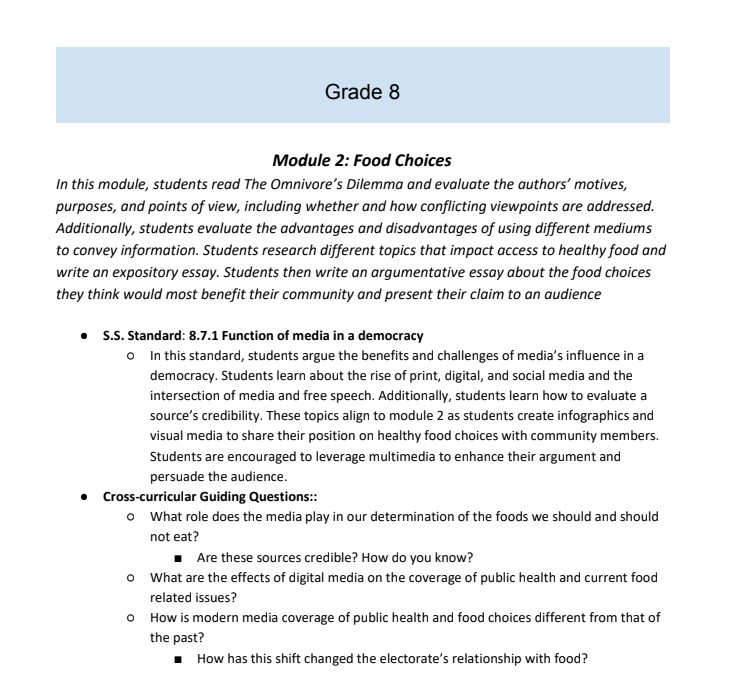 Grade 8
Module 2: Food Choices
In this module, students read The Omnivore's Dilemma and evaluate the authors' motives,
purposes, and points of view, including whether and how conflicting viewpoints are addressed.
Additionally, students evaluate the advantages and disadvantages of using different mediums
to convey information. Students research different topics that impact access to healthy food and
write an expository essay. Students then write an argumentative essay about the food choices
they think would most benefit their community and present their claim to an audience
● S.S. Standard: 8.7.1 Function of media in a democracy
○ In this standard, students argue the benefits and challenges of media's influence in a
democracy. Students learn about the rise of print, digital, and social media and the
intersection of media and free speech. Additionally, students learn how to evaluate a
source's credibility. These topics align to module 2 as students create infographics and
visual media to share their position on healthy food choices with community members.
Students are encouraged to leverage multimedia to enhance their argument and
persuade the audience.
● Cross-curricular Guiding Questions::
○ What role does the media play in our determination of the foods we should and should
not eat?
■ Are these sources credible? How do you know?
○ What are the effects of digital media on the coverage of public health and current food
related issues?
○ How is modern media coverage of public health and food choices different from that of
the past?
■ How has this shift changed the electorate's relationship with food?